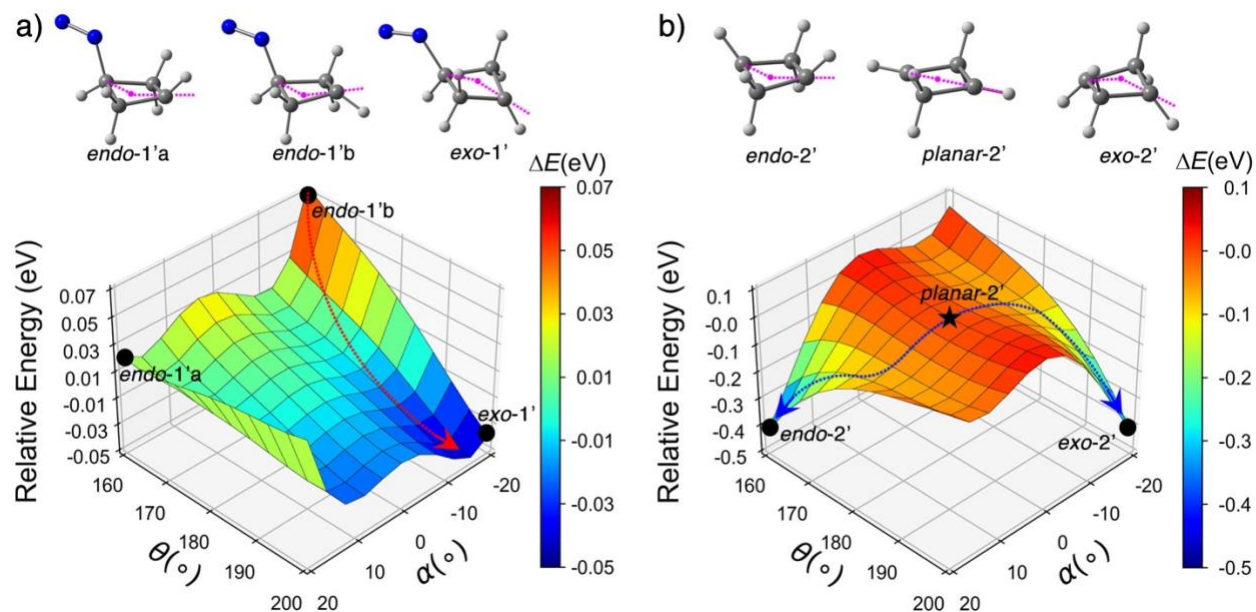 a)
endo-1'a
endo-1'b
exo-1'
ΔE(eV)
0.07
0.05
0.03
0.01
-0.01
-0.03
-0.05
Relative Energy (eV)
0.07
0.05
0.03
0.01
-0.01
-0.03
-0.05
endo-1'b
endo-1'a
exo-1'
160
170
180
190
200
θ(°)
20
10
0
-10
-20
α(°)
b)
endo-2'
planar-2'
exo-2'
ΔE(eV)
0.1
-0.0
-0.1
-0.2
-0.3
-0.4
-0.5
Relative Energy (eV)
0.1
-0.0
-0.1
-0.2
-0.3
-0.4
-0.5
planar-2'
endo-2'
exo-2'
160
170
180
190
200
θ(°)
20
10
0
-10
-20
α(°)